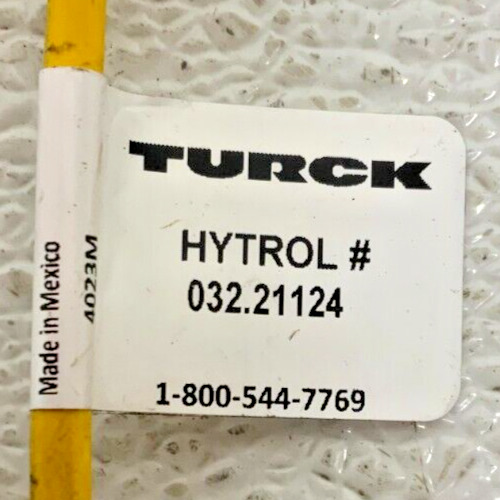 TURCK
HYTROL #
032.21124
1-800-544-7769
Made in Mexico
4023M